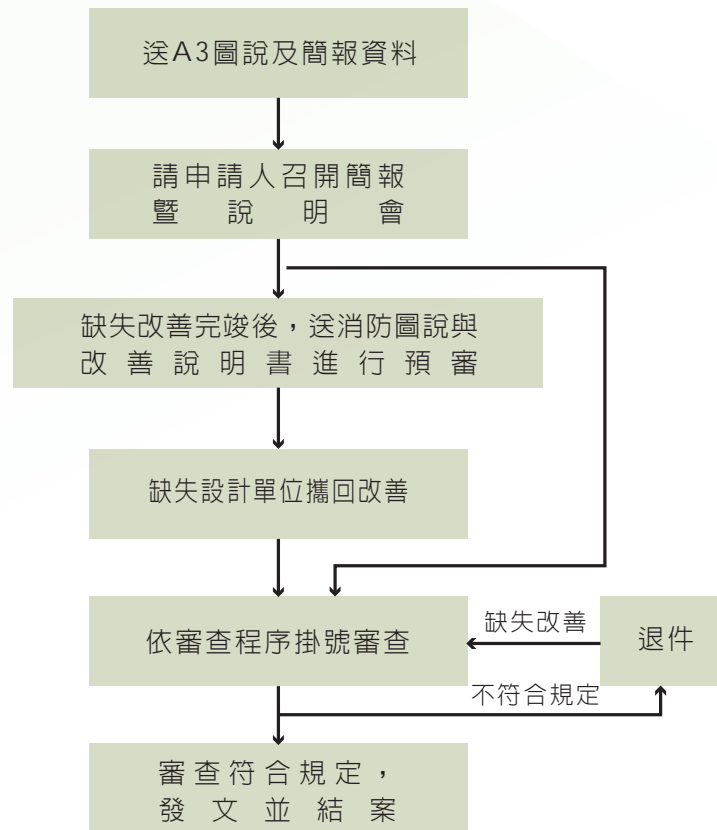 送A3圖說及簡報資料
請申請人召開簡報
暨說明會
缺失改善完竣後，送消防圖說與
改善說明書進行預審
缺失設計單位攜回改善
依審查程序掛號審查
缺失改善
退件
不符合規定
審查符合規定，
發文並結案